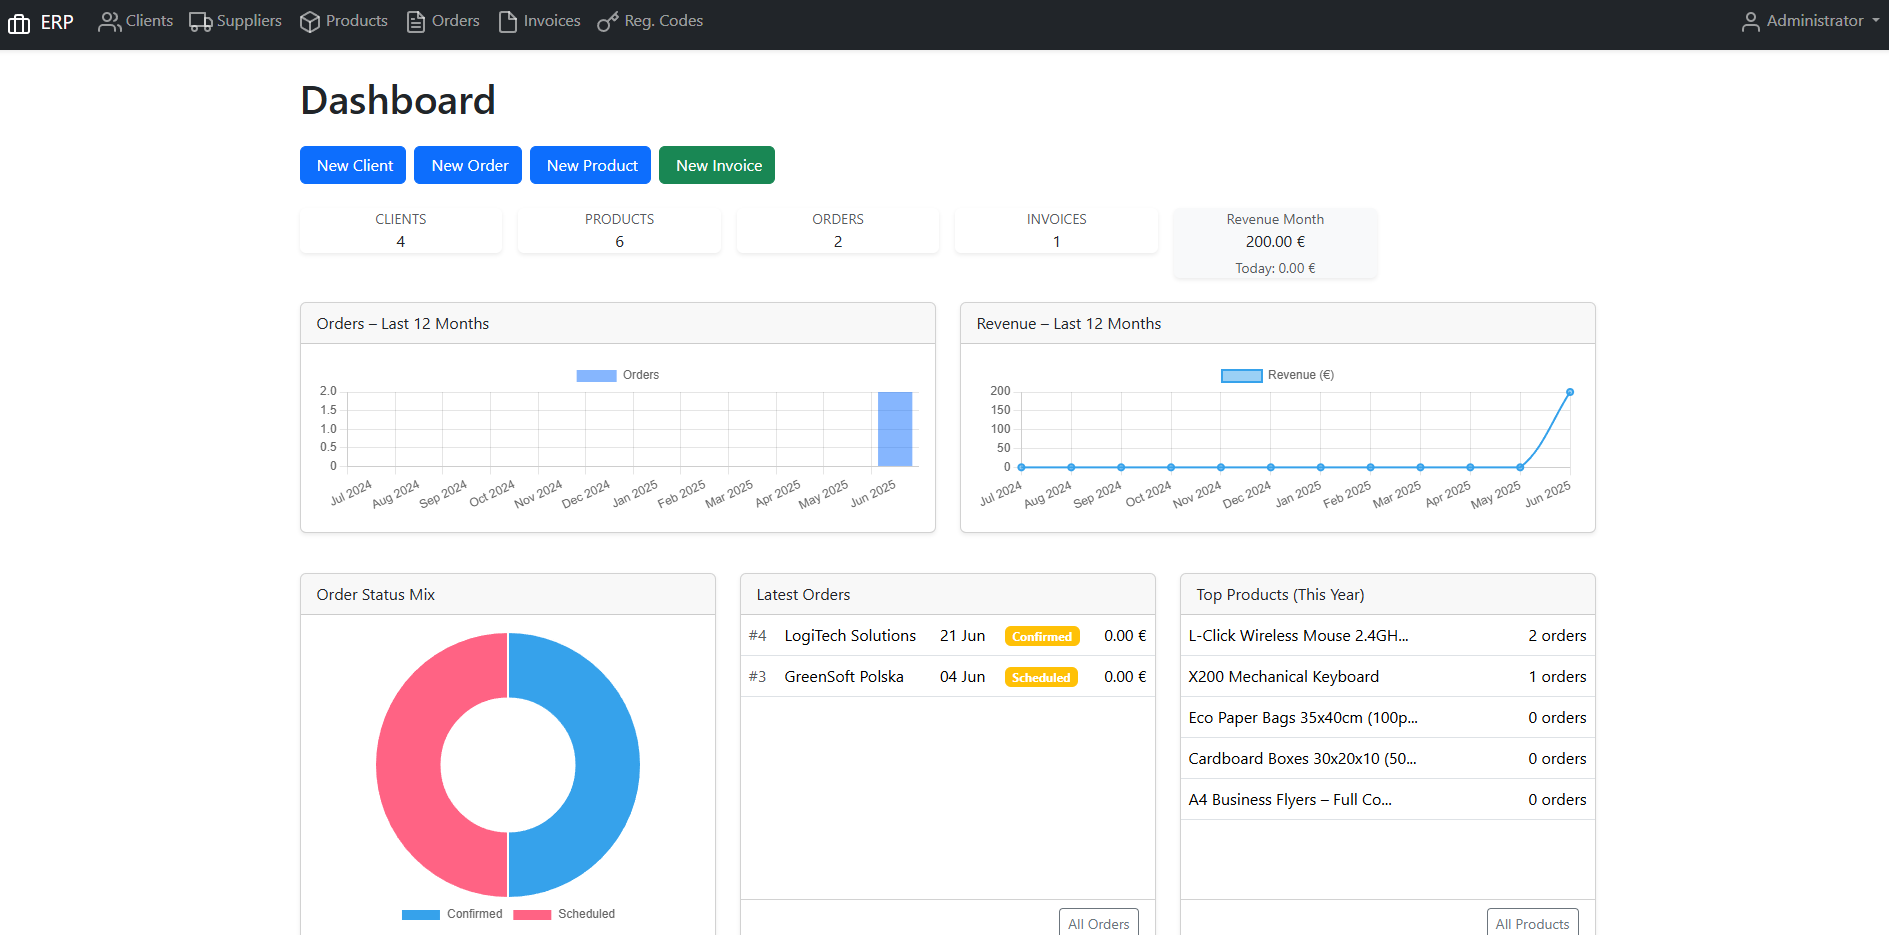 ERP Clients Suppliers Products Orders Invoices Reg. Codes Administrator
Dashboard
New Client New Order New Product New Invoice
CLIENTS
4
PRODUCTS
6
ORDERS
2
INVOICES
1
Revenue Month
200.00 €
Today: 0.00 €
Orders – Last 12 Months
Orders
2.0
1.5
1.0
0.5
0
Jul 2024 Aug 2024 Sep 2024 Oct 2024 Nov 2024 Dec 2024 Jan 2025 Feb 2025 Mar 2025 Apr 2025 May 2025 Jun 2025
Revenue – Last 12 Months
Revenue (€)
200
150
100
50
0
Jul 2024 Aug 2024 Sep 2024 Oct 2024 Nov 2024 Dec 2024 Jan 2025 Feb 2025 Mar 2025 Apr 2025 May 2025 Jun 2025
Order Status Mix
Confirmed Scheduled
Latest Orders
#4 LogiTech Solutions 21 Jun Confirmed 0.00 €
#3 GreenSoft Polska 04 Jun Scheduled 0.00 €
All Orders
Top Products (This Year)
L-Click Wireless Mouse 2.4GH... 2 orders
X200 Mechanical Keyboard 1 orders
Eco Paper Bags 35x40cm (100p... 0 orders
Cardboard Boxes 30x20x10 (50... 0 orders
A4 Business Flyers – Full Co... 0 orders
All Products